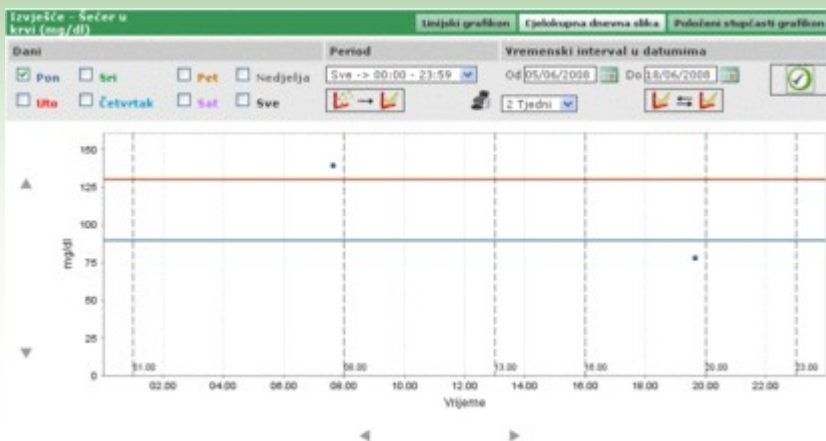 Izvješće - Šećer u krvi (mg/dl)
Linijski grafikon Cjelokupna dnevna slika Položeni stupčasti grafikon
Dani Period Vremenski interval u datumima
Pon Sri Pet Nedjelja Sve -> 00:00 - 23:59 Od 05/06/2008 Do 18/06/2008
Uto Četvrtak Sat Sve 2 Tjedni
150
125
100
75
50
25
0
mg/dl
01.00 08.00 13.00 16.00 20.00 23.00
02.00 04.00 06.00 08.00 10.00 12.00 14.00 16.00 18.00 20.00 22.00
Vrijeme